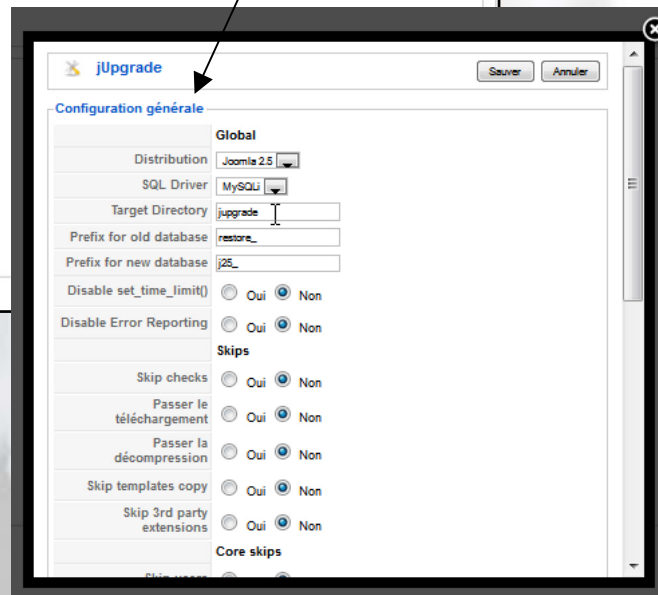 jUpgrade
Sauver Annuler
Configuration générale
Global
Distribution Joomla 2.5
SQL Driver MySQLi
Target Directory jupgrade
Prefix for old database restore_
Prefix for new database j25_
Disable set_time_limit() Oui Non
Disable Error Reporting Oui Non
Skips
Skip checks Oui Non
Passer le
téléchargement Oui Non
Passer la
décompression Oui Non
Skip templates copy Oui Non
Skip 3rd party
extensions Oui Non
Core skips